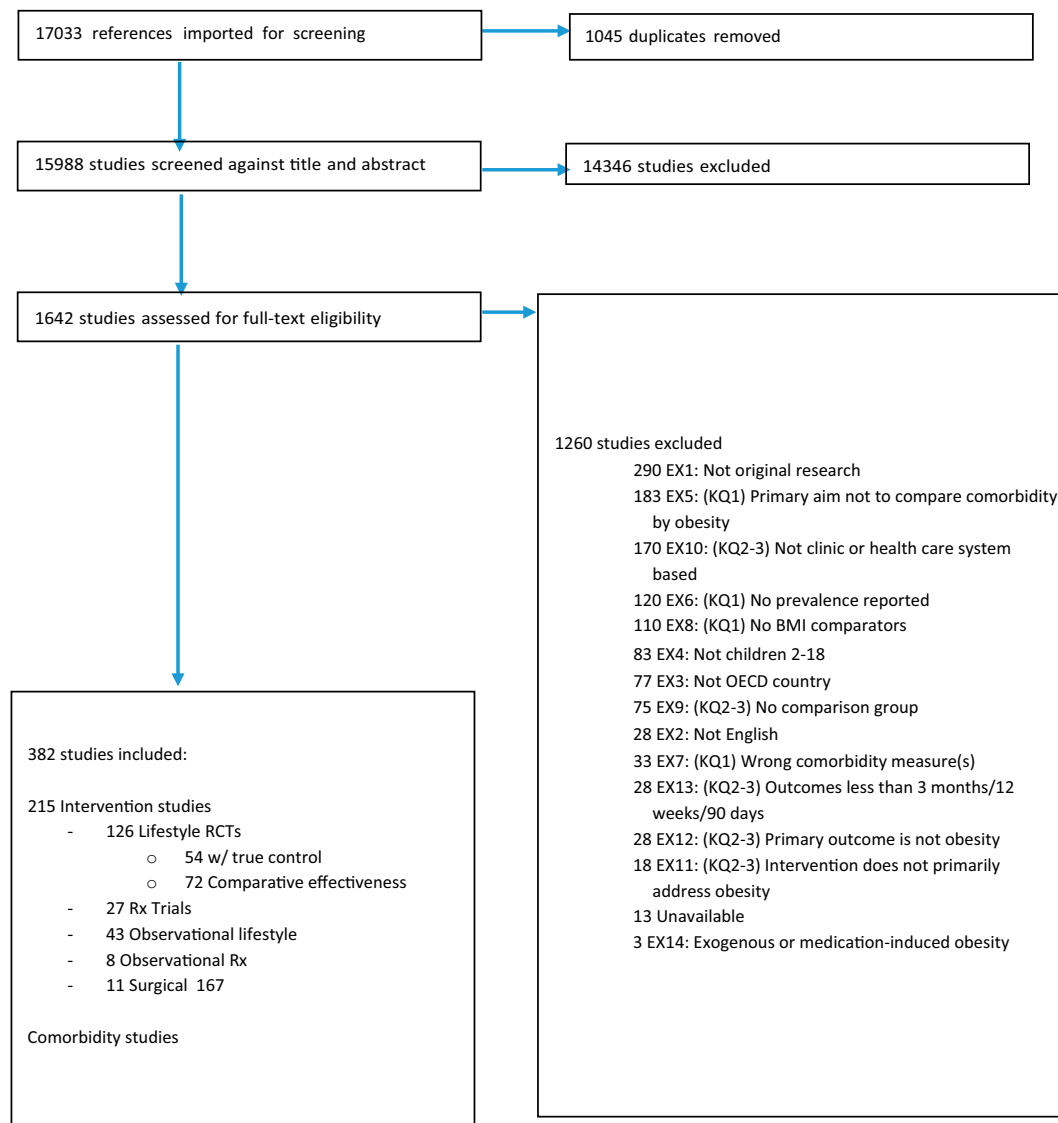 17033 references imported for screening
1045 duplicates removed
15988 studies screened against title and abstract
14346 studies excluded
1642 studies assessed for full-text eligibility
1260 studies excluded
290 EX1: Not original research
183 EX5: (KQ1) Primary aim not to compare comorbidity
by obesity
170 EX10: (KQ2-3) Not clinic or health care system
based
120 EX6: (KQ1) No prevalence reported
110 EX8: (KQ1) No BMI comparators
83 EX4: Not children 2-18
77 EX3: Not OECD country
75 EX9: (KQ2-3) No comparison group
28 EX2: Not English
33 EX7: (KQ1) Wrong comorbidity measure(s)
28 EX13: (KQ2-3) Outcomes less than 3 months/12
weeks/90 days
28 EX12: (KQ2-3) Primary outcome is not obesity
18 EX11: (KQ2-3) Intervention does not primarily
address obesity
13 Unavailable
3 EX14: Exogenous or medication-induced obesity
382 studies included:
215 Intervention studies
- 126 Lifestyle RCTs
o 54 w/ true control
o 72 Comparative effectiveness
- 27 Rx Trials
- 43 Observational lifestyle
- 8 Observational Rx
- 11 Surgical 167
Comorbidity studies